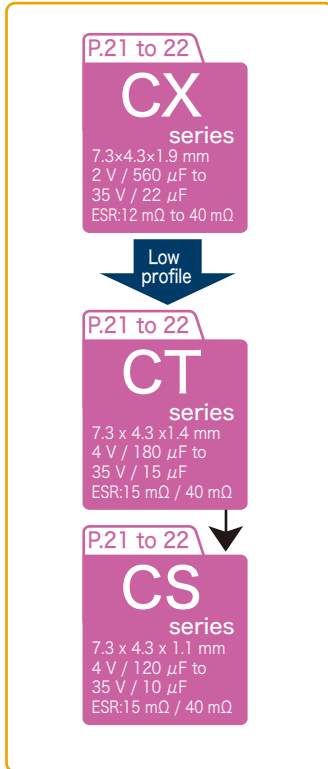 P.21 to 22
CX
series
7.3×4.3×1.9 mm
2 V / 560 μF to
35 V / 22 μF
ESR:12 mΩ to 40 mΩ
Low
profile
P.21 to 22
CT
series
7.3 x 4.3 x1.4 mm
4 V / 180 μF to
35 V / 15 μF
ESR:15 mΩ / 40 mΩ
P.21 to 22
CS
series
7.3 x 4.3 x 1.1 mm
4 V / 120 μF to
35 V / 10 μF
ESR:15 mΩ / 40 mΩ